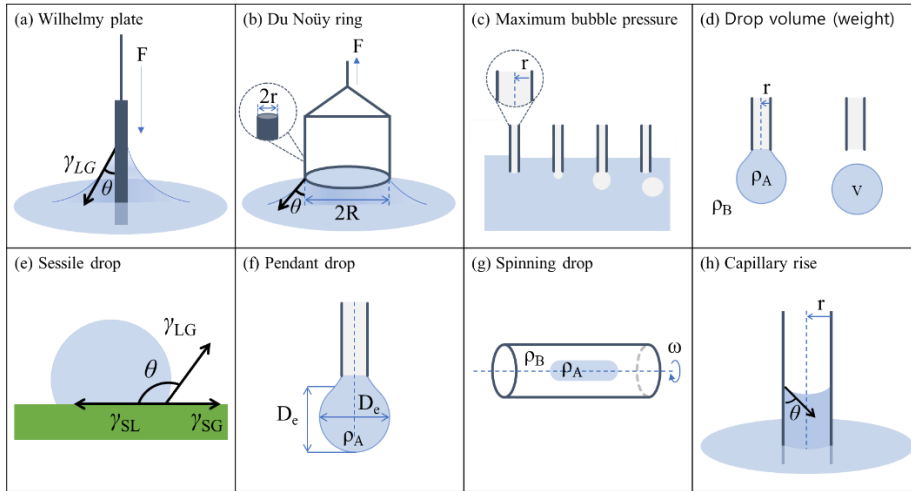 (a) Wilhelmy plate
F
γLG
θ
(b) Du Noüy ring
F
2r
θ
2R
(c) Maximum bubble pressure
r
(d) Drop volume (weight)
r
ρA
ρB
V
(e) Sessile drop
γLG
θ
γSL
γSG
(f) Pendant drop
De
De
ρA
(g) Spinning drop
ρB
ρA
ω
(h) Capillary rise
r
θ